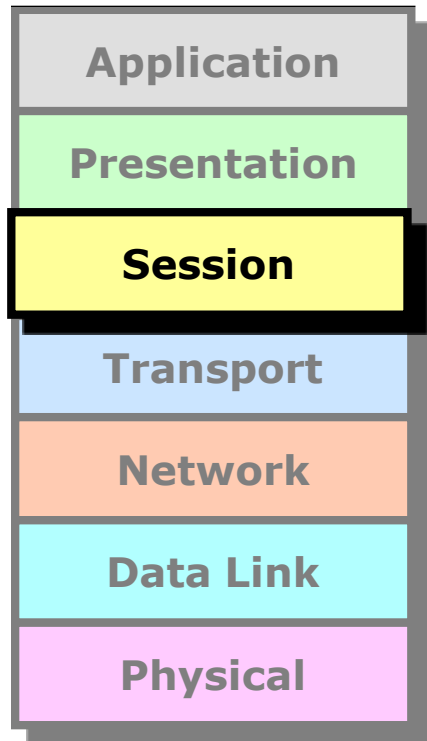 Application
Presentation
Session
Transport
Network
Data Link
Physical